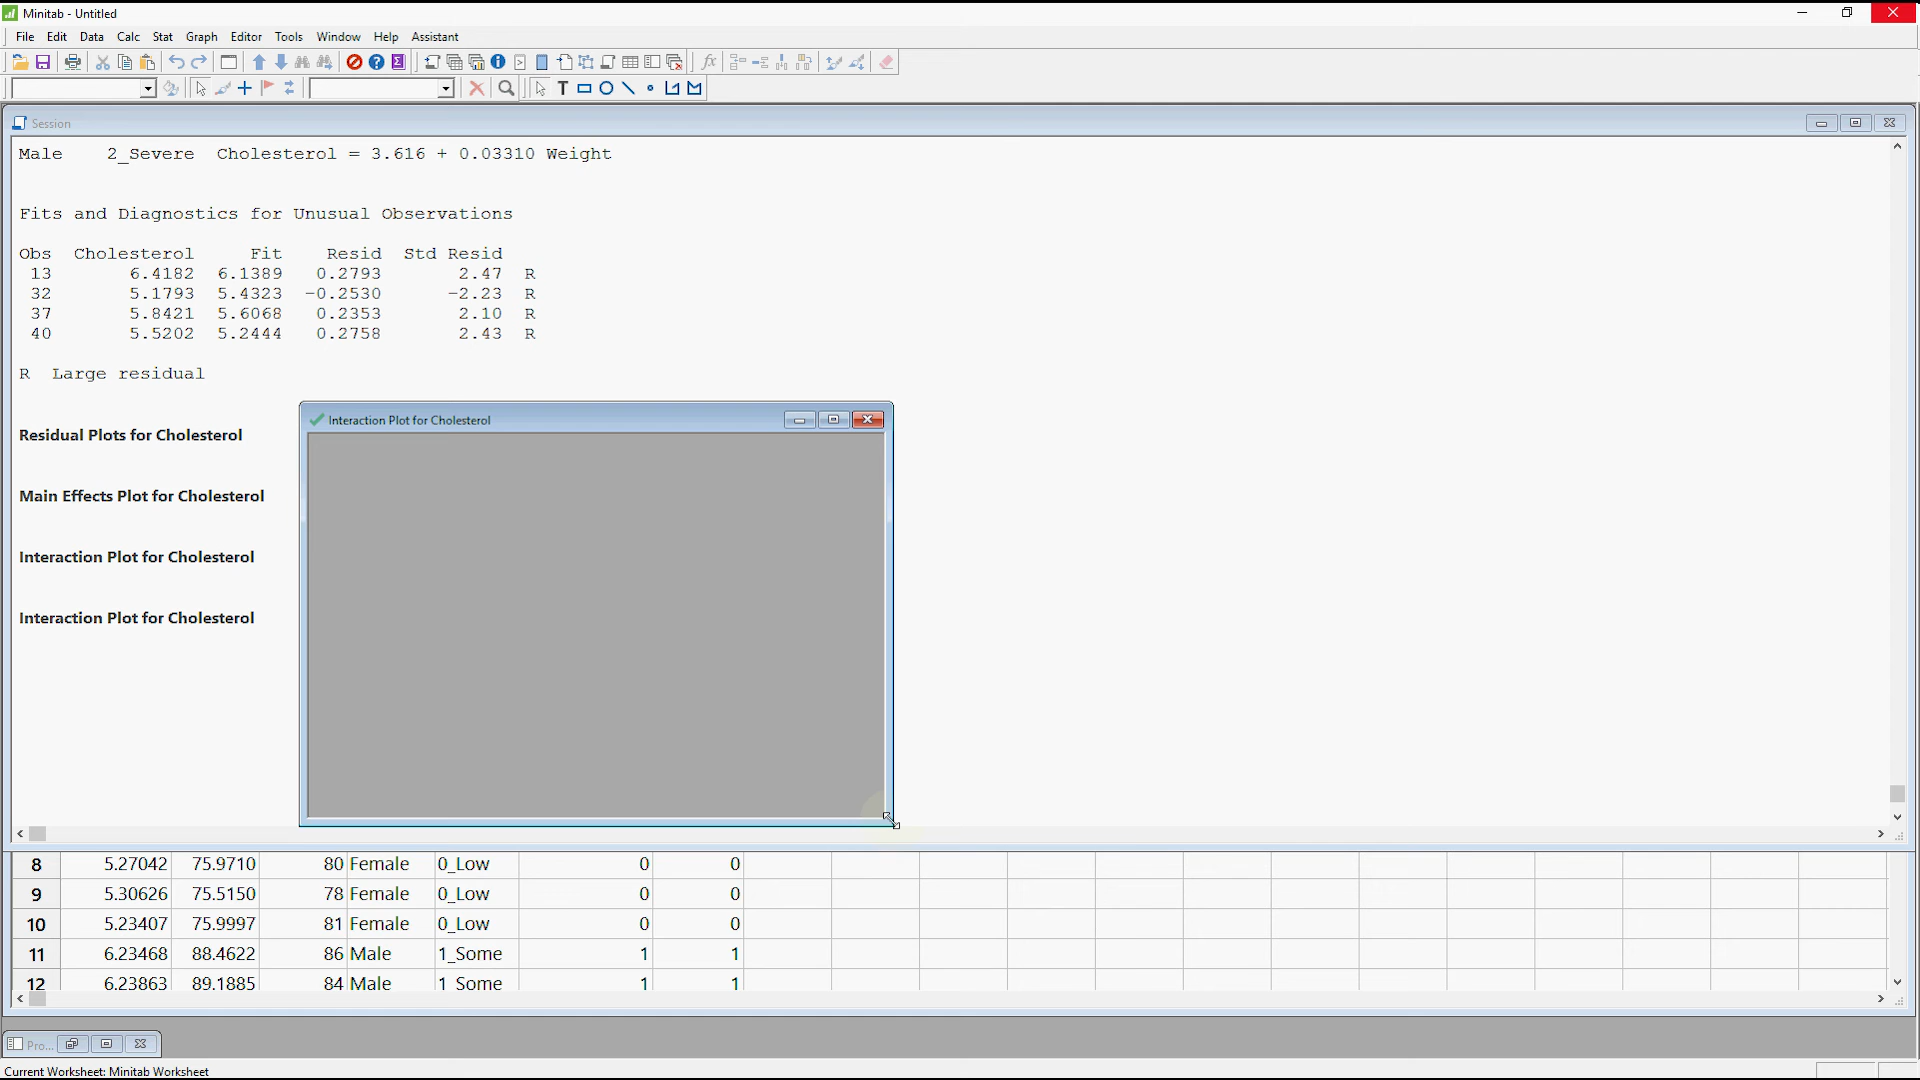 Minitab - Untitled
File Edit Data Calc Stat Graph Editor Tools Window Help Assistant
Session
Male 2_Severe Cholesterol = 3.616 + 0.03310 Weight
Fits and Diagnostics for Unusual Observations
Obs Cholesterol Fit Resid Std Resid
13 6.4182 6.1389 0.2793 2.47 R
32 5.1793 5.4323 -0.2530 -2.23 R
37 5.8421 5.6068 0.2353 2.10 R
40 5.5202 5.2444 0.2758 2.43 R
R Large residual
Interaction Plot for Cholesterol
Residual Plots for Cholesterol
Main Effects Plot for Cholesterol
Interaction Plot for Cholesterol
Interaction Plot for Cholesterol
8 5.27042 75.9710 80 Female 0_Low 0 0
9 5.30626 75.5150 78 Female 0_Low 0 0
10 5.23407 75.9997 81 Female 0_Low 0 0
11 6.23468 88.4622 86 Male 1_Some 1 1
12 6.23863 89.1885 84 Male 1_Some 1 1
Pro...
Current Worksheet: Minitab Worksheet